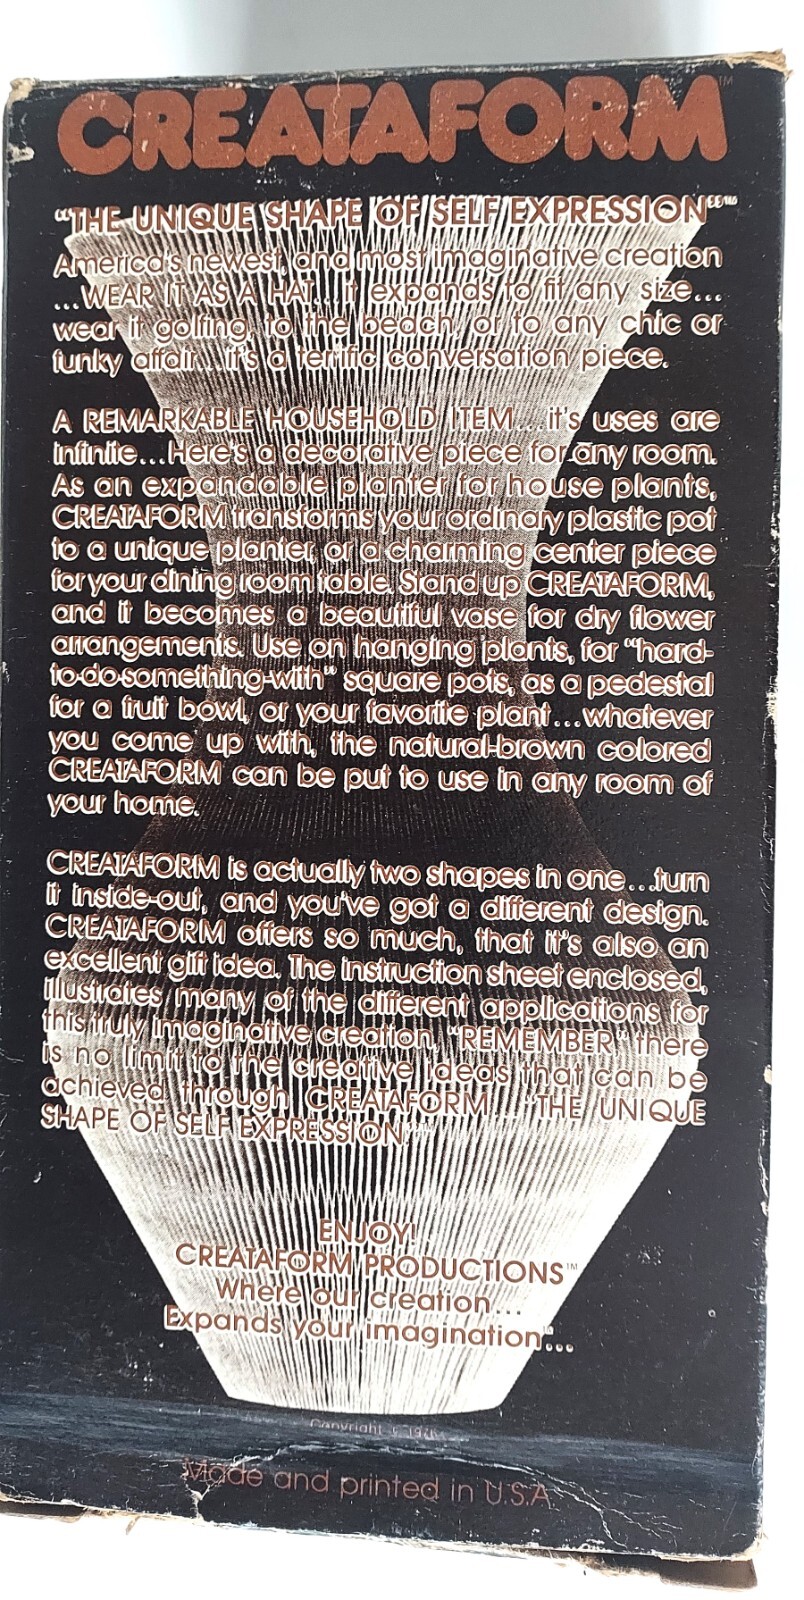 CREATAFORM™
"THE UNIQUE SHAPE OF SELF EXPRESSION"™
America's newest, and most imaginative creation
...WEAR IT AS A HAT... it expands to fit any size...
wear it golfing, to the beach, or to any chic or
funky affair...it's a terrific conversation piece.
A REMARKABLE HOUSEHOLD ITEM...it's uses are
infinite...Here's a decorative piece for any room.
As an expandable planter for house plants,
CREATAFORM transforms your ordinary plastic pot
to a unique planter, or a charming center piece
for your dining room table. Stand up CREATAFORM,
and it becomes a beautiful vase for dry flower
arrangements. Use on hanging plants, for "hard-
to-do-something-with" square pots, as a pedestal
for a fruit bowl, or your favorite plant...whatever
you come up with, the natural-brown colored
CREATAFORM can be put to use in any room of
your home.
CREATAFORM is actually two shapes in one...turn
it inside-out, and you've got a different design.
CREATAFORM offers so much, that it's also an
excellent gift idea. The instruction sheet enclosed,
illustrates many of the different applications for
this truly imaginative creation. "REMEMBER" there
is no limit to the creative ideas that can be
achieved through CREATAFORM... "THE UNIQUE
SHAPE OF SELF EXPRESSION"™
ENJOY!
CREATAFORM PRODUCTIONS™
Where our creation...
Expands your imagination™...
Copyright
Made and printed in U.S.A.